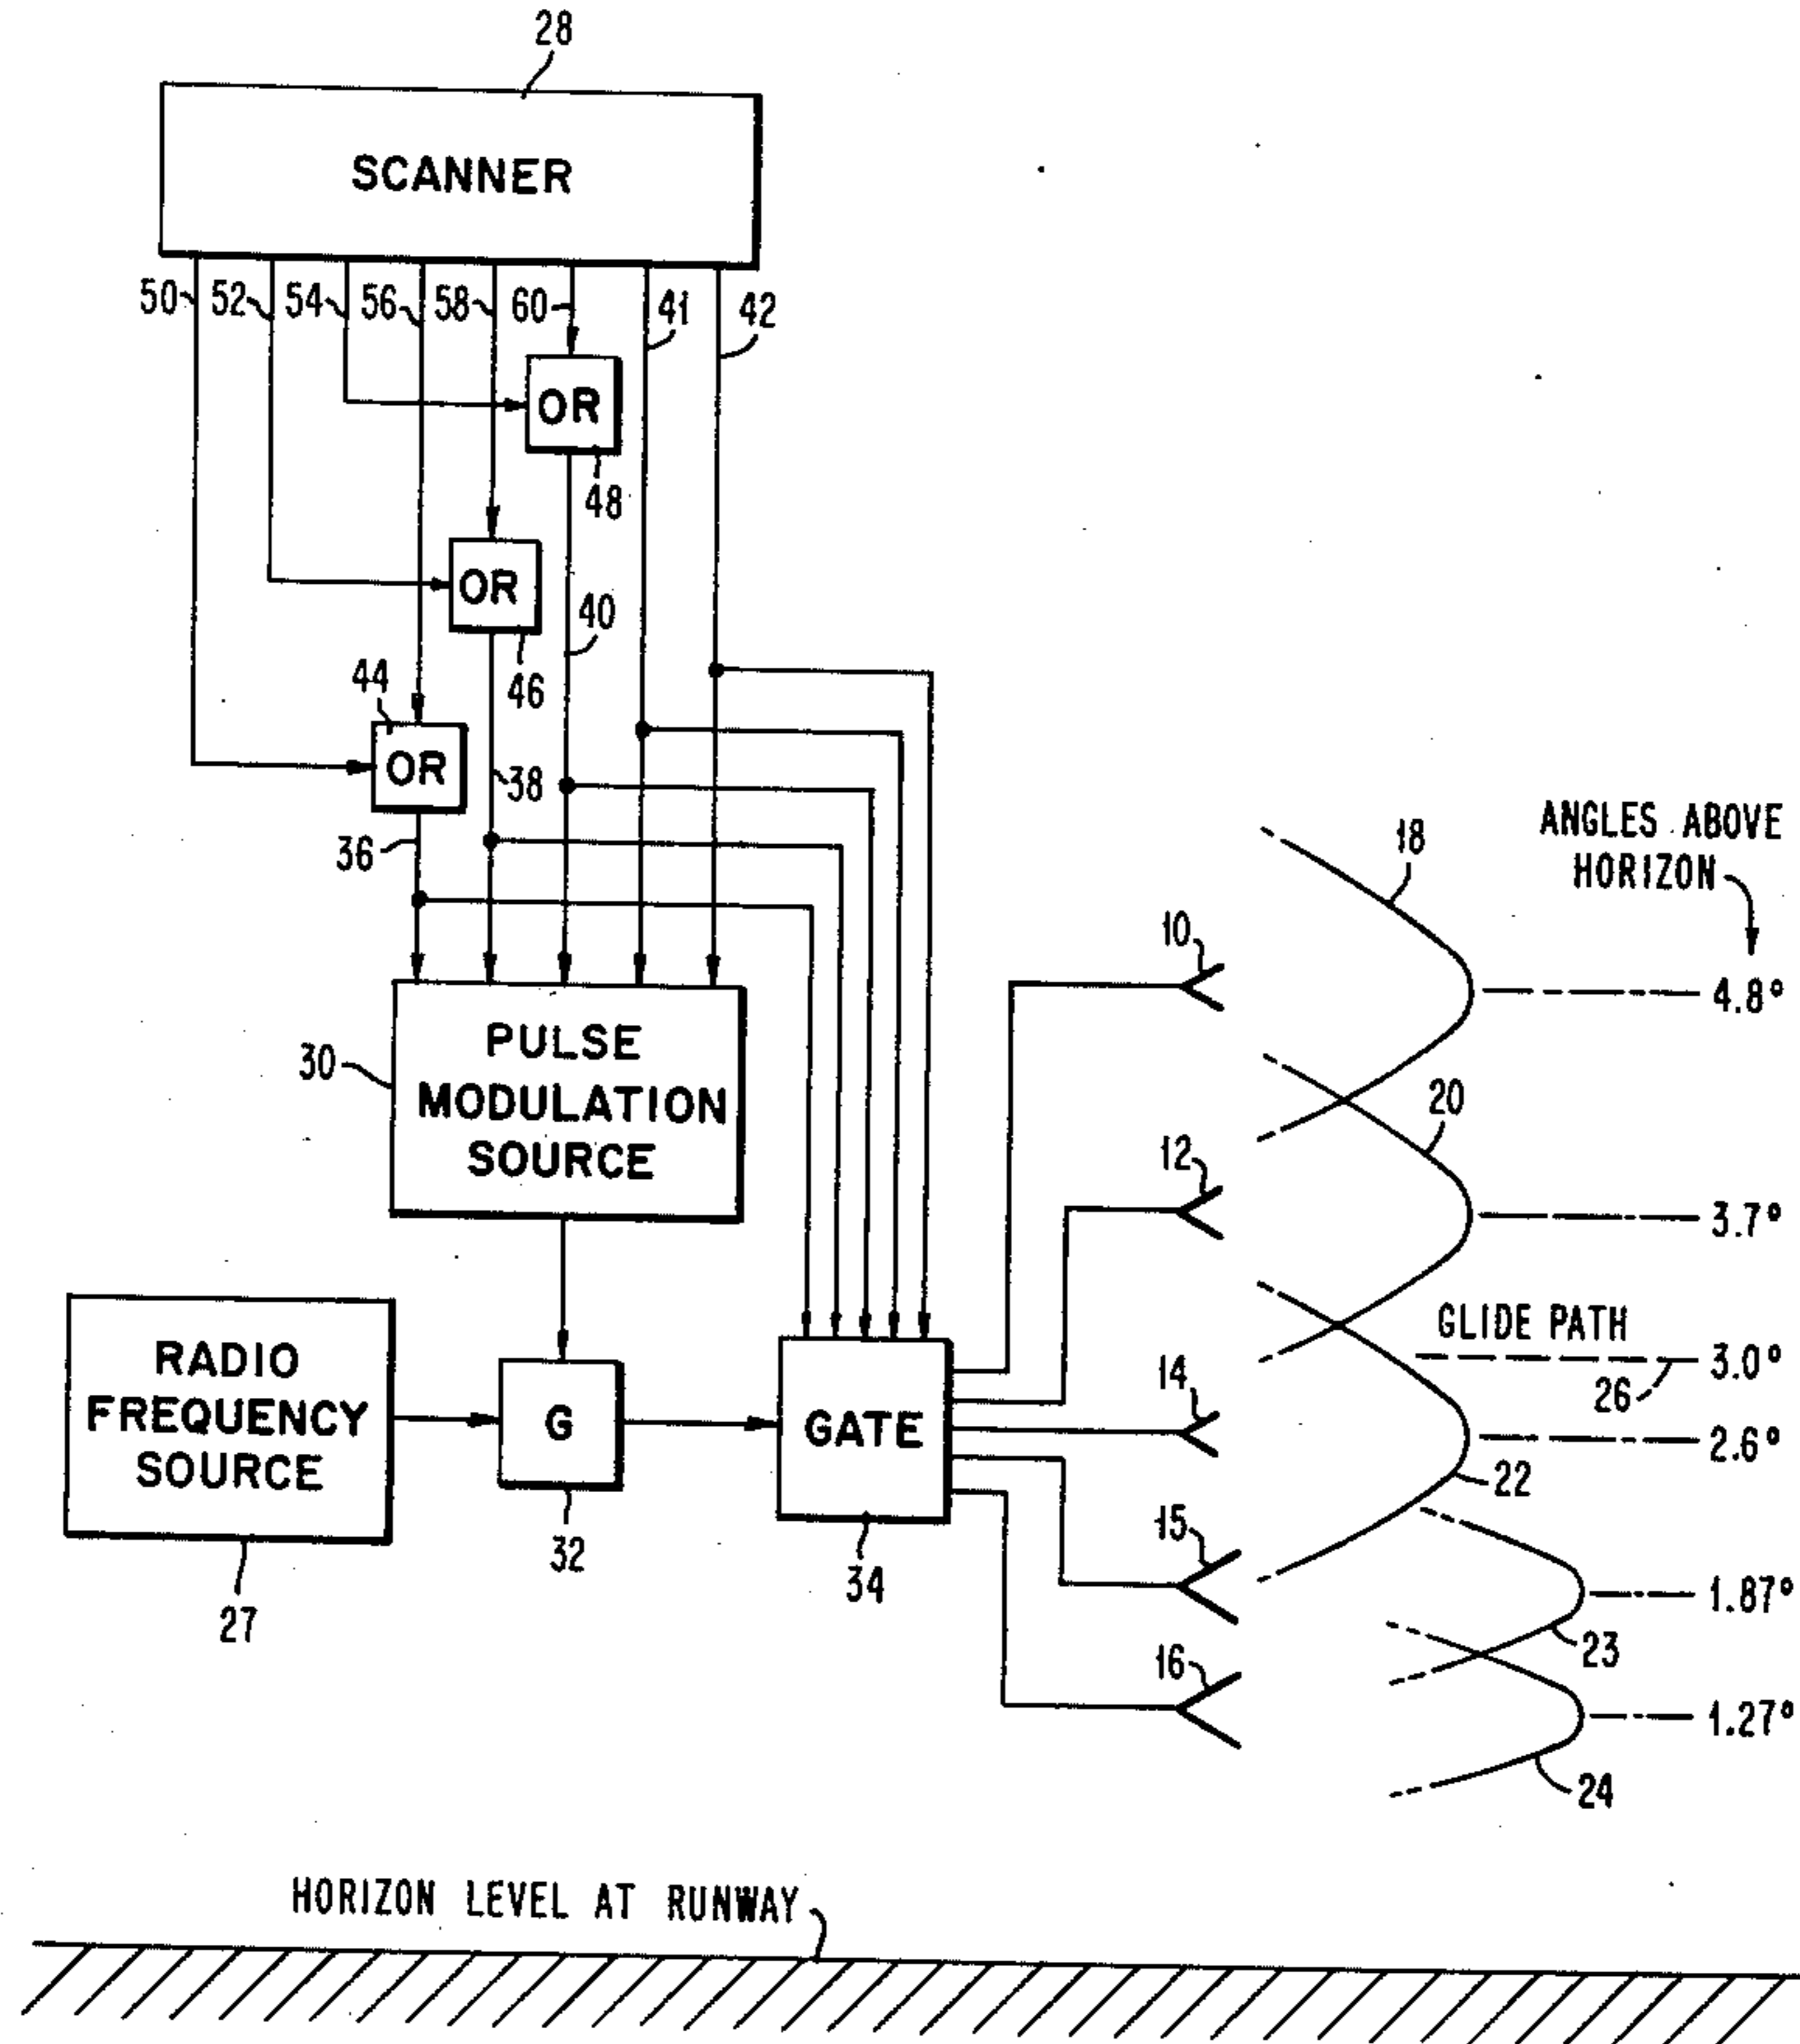 28
SCANNER
50 52 54 56 58 60 41 42
OR
48
OR
40
46
44
OR
38
36
ANGLES ABOVE
HORIZON
18
10
4.8°
PULSE
MODULATION
SOURCE
30
20
12
3.7°
GLIDE PATH
3.0°
26
RADIO
FREQUENCY
SOURCE
G
GATE
14
2.6°
22
27
32
34
15
1.87°
23
16
1.27°
24
HORIZON LEVEL AT RUNWAY